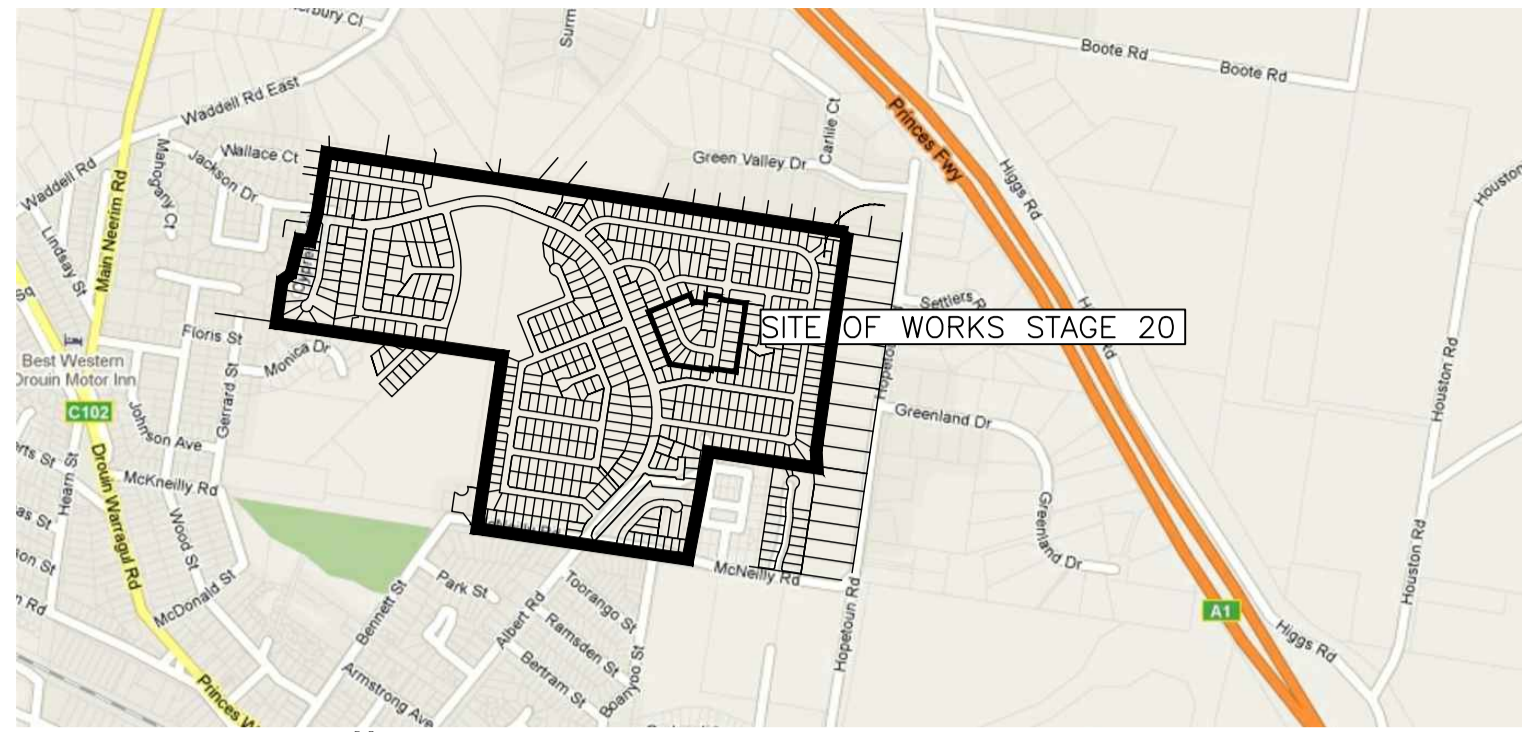 Waddell Rd East
Boote Rd
Boote Rd
Princes Fwy
Carlile Ct
Green Valley Dr
Higgs Rd
Wallace Ct
Jackson Dr
Mahogany Ct
Waddell Rd
Main Neerim Rd
Lindsay St
Sq
Settlers
SITE OF WORKS STAGE 20
Floris St
Monica Dr
Best Western
Drouin Motor Inn
C102
Johnson Ave
Gerrard St
Greenland Dr
Houston Rd
McKneilly Rd
Hearn St
Drouin Warragul Rd
Wood St
McDonald St
Park St
Bennett St
Albert Rd
Toorango St
Ramsden St
Bertram St
Boanyoo St
McNeilly Rd
Hopetoun Rd
Greenland Dr
Houston Rd
A1
Higgs Rd
Armstrong Ave
Princes W